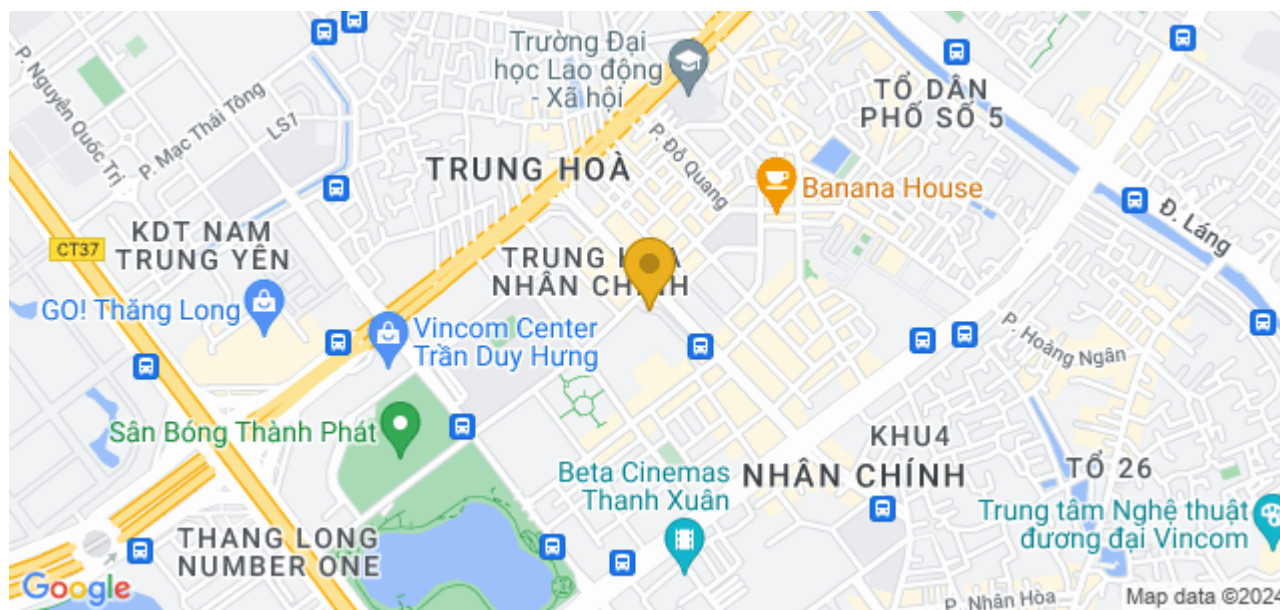 P. Nguyễn Quốc Trị
P. Mạc Thái Tông
LS7
Trường Đại
học Lao động
- Xã hội
TỔ DÂN
PHỐ SỐ 5
P. Đỗ Quang
TRUNG HOÀ
Banana House
Đ. Láng
CT37
KDT NAM
TRUNG YÊN
TRUNG HOA
NHÂN CHÍNH
GO! Thăng Long
Vincom Center
Trần Duy Hưng
P. Hoàng Ngân
Sân Bóng Thành Phát
KHU4
NHÂN CHÍNH
TỔ 26
Beta Cinemas
Thanh Xuân
Trung tâm Nghệ thuật
đương đại Vincom
THANG LONG
NUMBER ONE
Google
P. Nhân Hòa
Map data ©2024